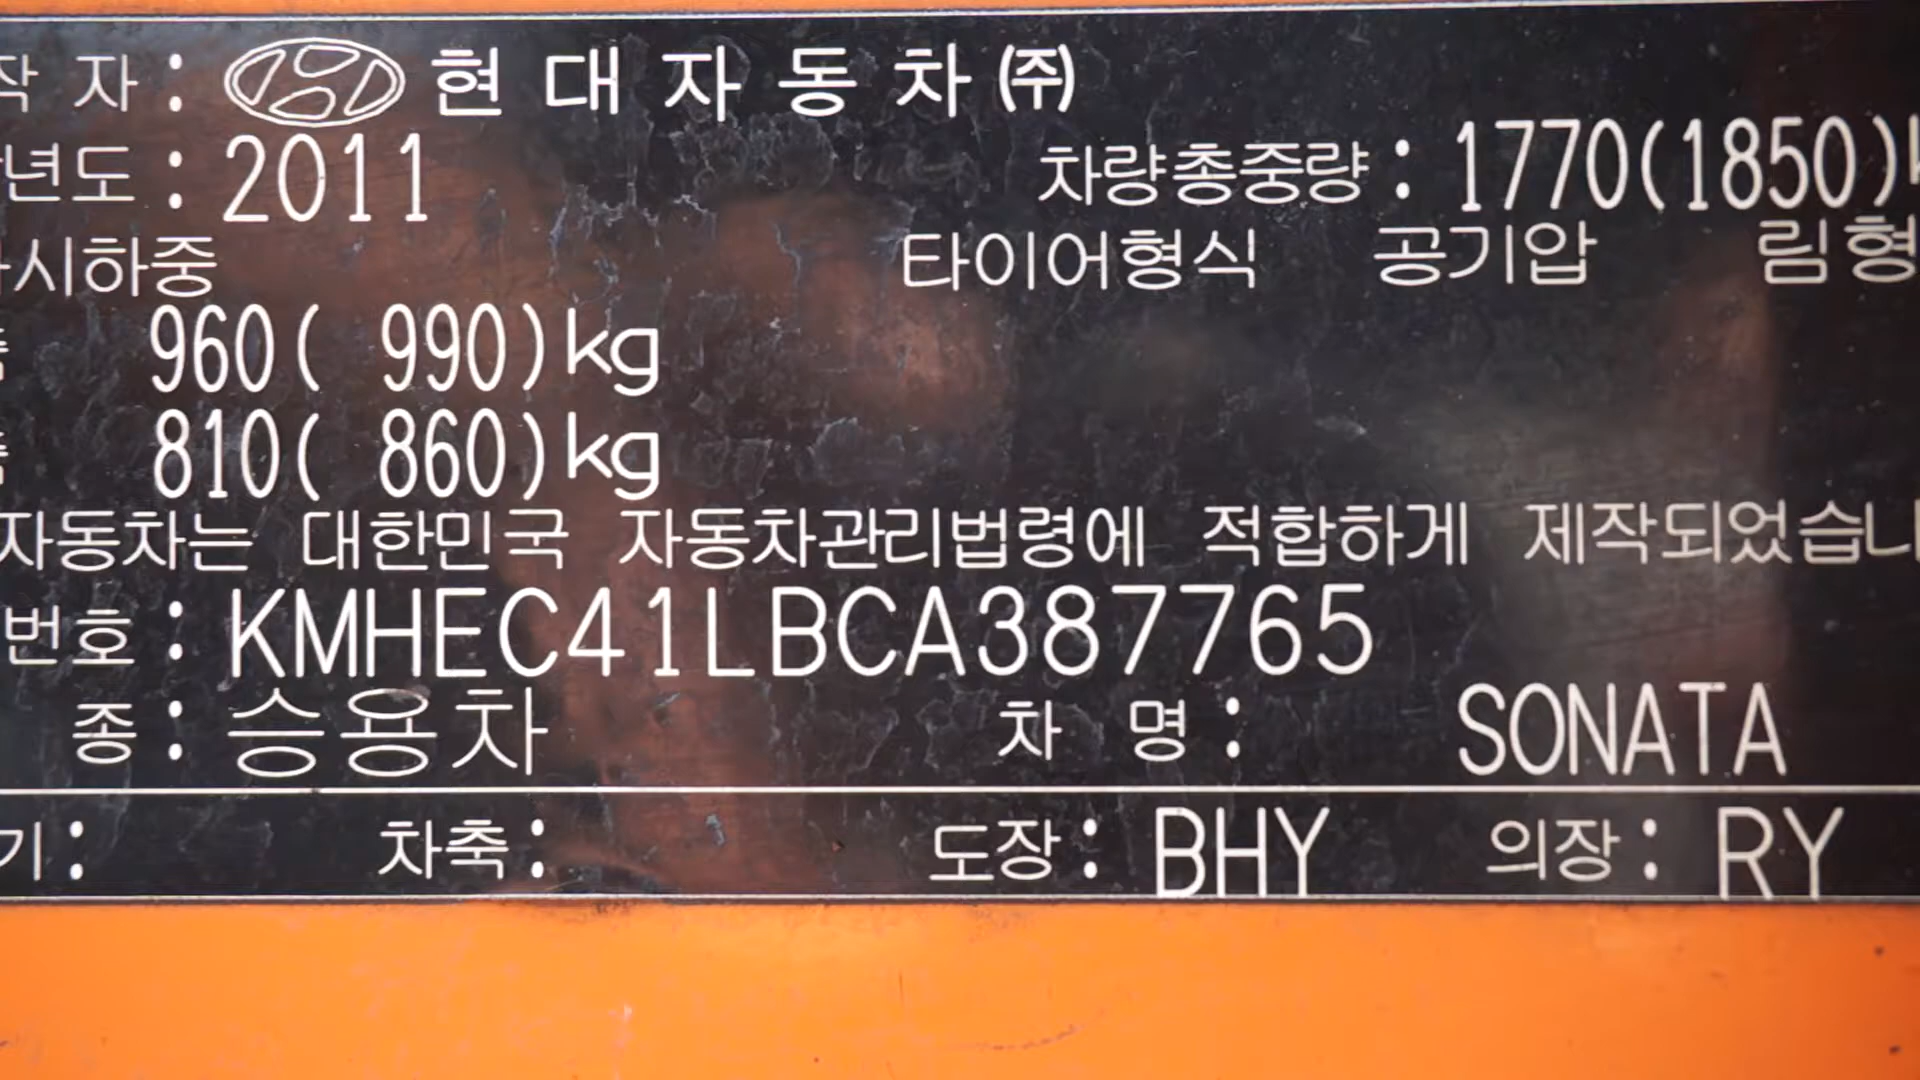 작 자 : 현 대 자 동 차 ㈜
년도 : 2011
차량총중량 : 1770(1850)k
시하중
타이어형식 공기압 림형
960( 990)kg
810( 860)kg
자동차는 대한민국 자동차관리법령에 적합하게 제작되었습니
번호 : KMHEC41LBCA387765
종 : 승용차 차 명 : SONATA
기 : 차축 : 도장 : BHY 의장 : RY